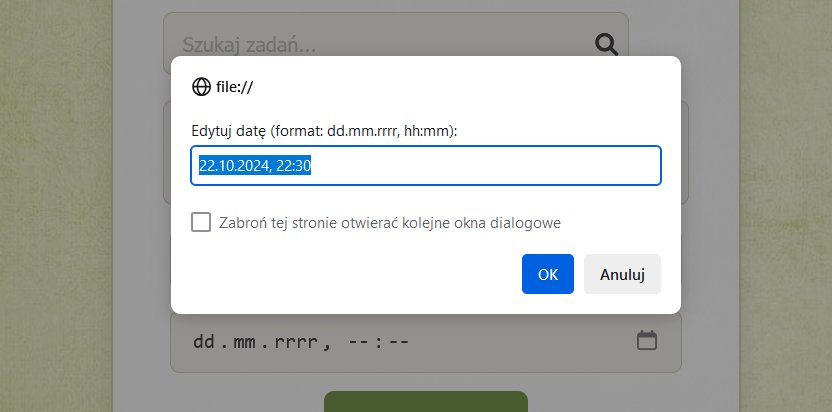 Szukaj zadań...
file://
Edytuj datę (format: dd.mm.rrrr, hh:mm):
22.10.2024, 22:30
Zabroń tej stronie otwierać kolejne okna dialogowe
OK Anuluj
dd.mm.rrrr, --:--